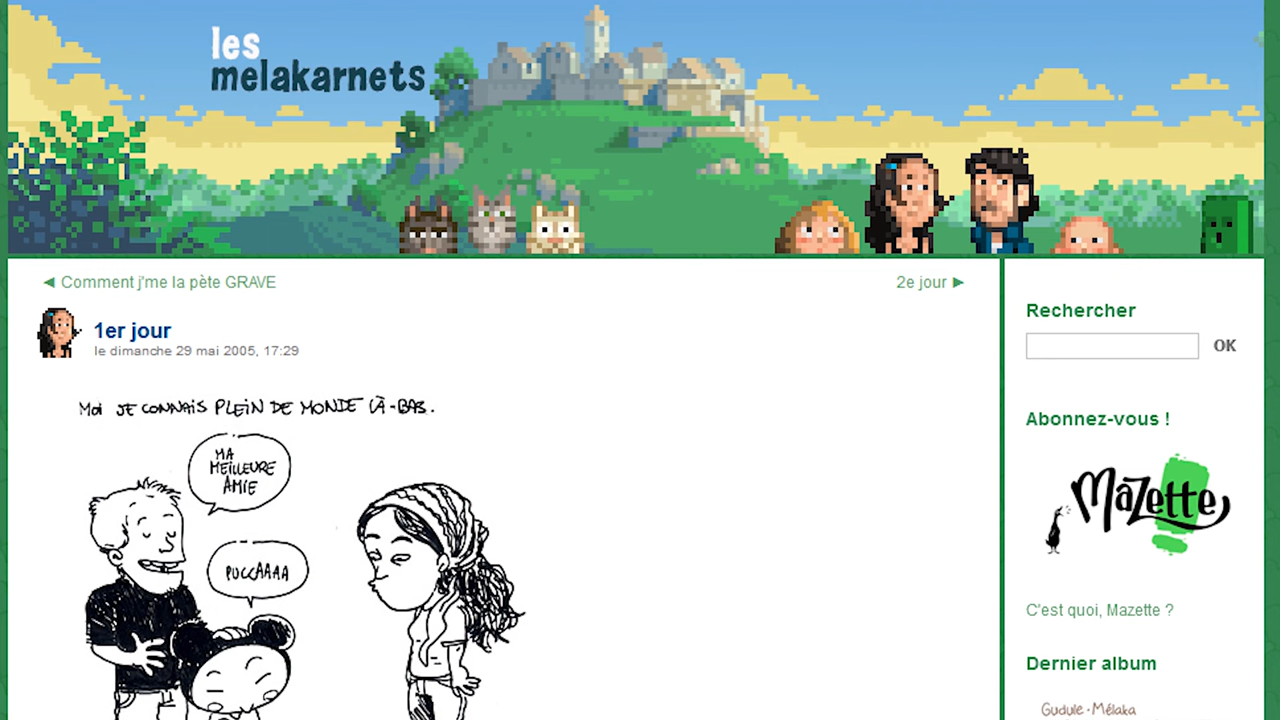 les
melakarnets
◄ Comment j'me la pète GRAVE
2e jour ►
1er jour
le dimanche 29 mai 2005, 17:29
MOI JE CONNAIS PLEIN DE MONDE LÀ-BAS.
MA
MEILLEURE
AMIE
PUCCAAAA
Rechercher
OK
Abonnez-vous !
Mazette
C'est quoi, Mazette ?
Dernier album
Gudule · Mélaka